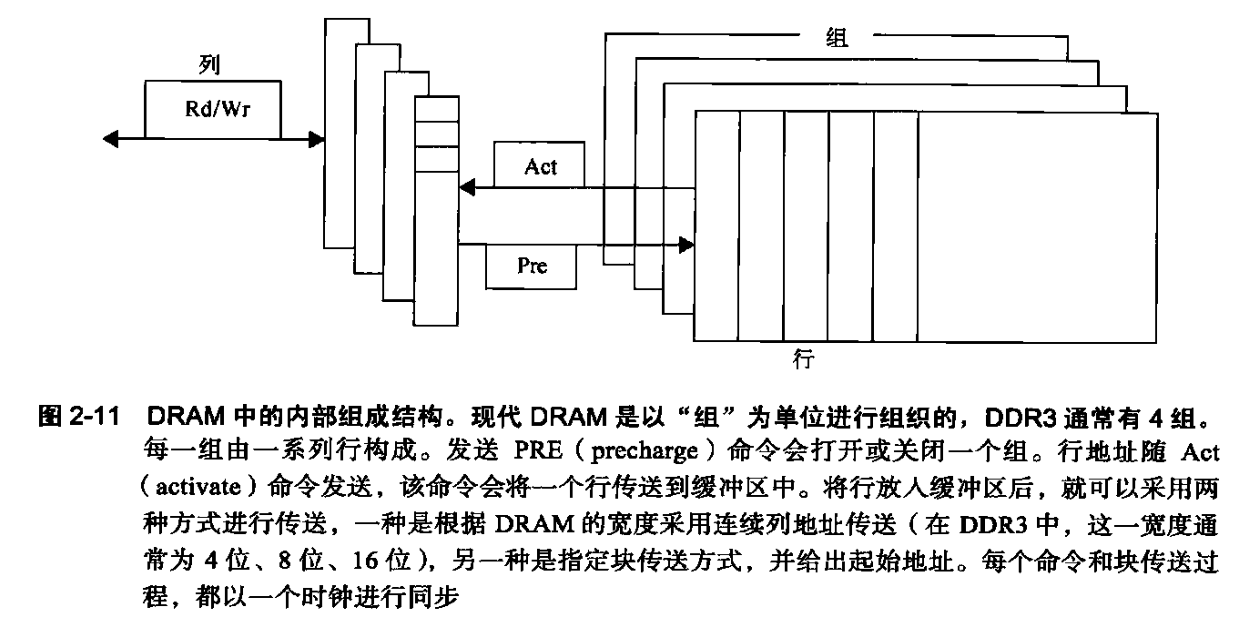 组
列
Rd/Wr
Act
Pre
行
图 2-11 DRAM 中的内部组成结构。现代 DRAM 是以“组”为单位进行组织的，DDR3 通常有 4 组。
每一组由一系列行构成。发送 PRE（precharge）命令会打开或关闭一个组。行地址随 Act
（activate）命令发送，该命令会将一个行传送到缓冲区中。将行放人缓冲区后，就可以采用两
种方式进行传送，一种是根据 DRAM 的宽度采用连续列地址传送（在 DDR3 中，这一宽度通
常为 4 位、8 位、16 位），另一种是指定块传送方式，并给出起始地址。每个命令和块传送过
程，都以一个时钟进行同步